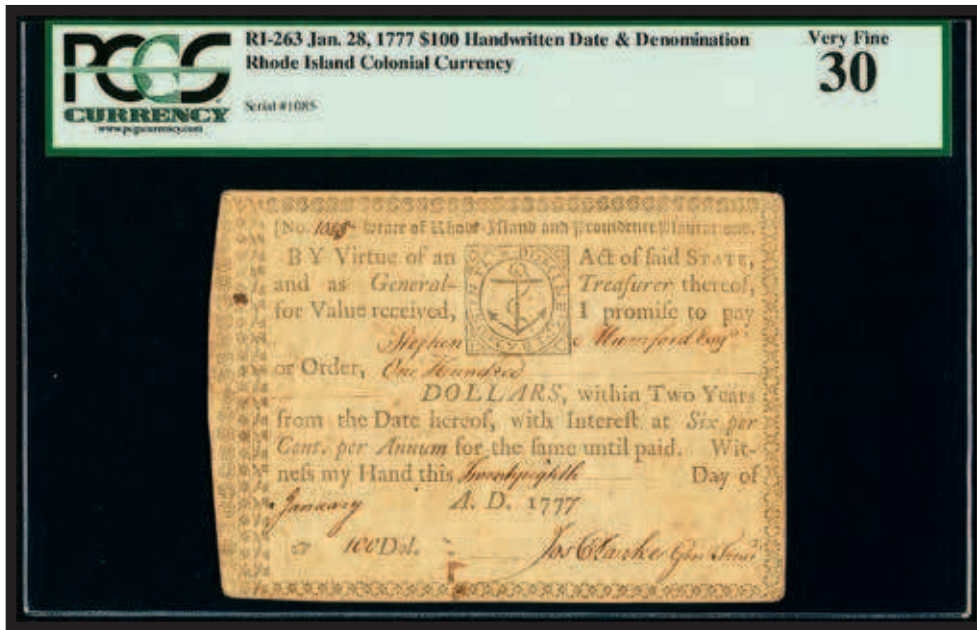 PCGS
CURRENCY
www.pcgscurrency.com
RI-263 Jan. 28, 1777 $100 Handwritten Date & Denomination
Rhode Island Colonial Currency
Serial #1085
Very Fine
30
No. 1085 State of Rhode-Island and Providence Plantations.
BY Virtue of an Act of ſaid STATE,
and as General-Treaſurer thereof,
for Value received, I promiſe to pay
Stephen Mumford Esqr
or Order, One Hundred
DOLLARS, within Two Years
from the Date hereof, with Intereſt at Six per
Cent. per Annum for the ſame until paid. Wit-
neſs my Hand this Twentyeighth Day of
January A. D. 1777
100 Dol. Jos Clarke Genl Treasr